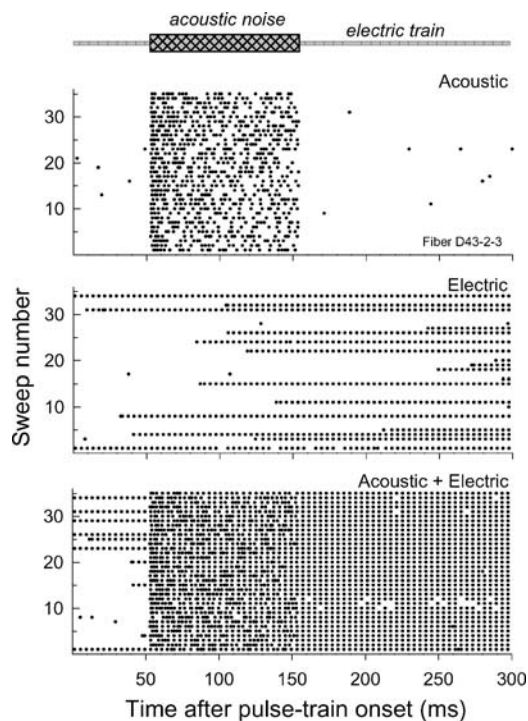 acoustic noise
electric train
Acoustic
30
20
10
Fiber D43-2-3
Electric
30
20
10
Sweep number
Acoustic + Electric
30
20
10
50 100 150 200 250 300
Time after pulse-train onset (ms)